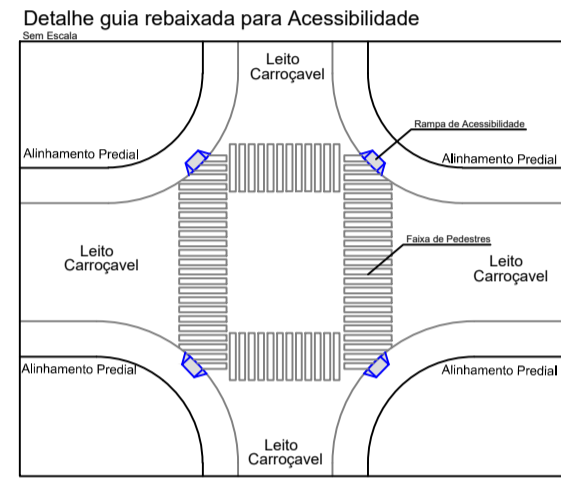 Detalhe guia rebaixada para Acessibilidade
Sem Escala
Leito
Carroçavel
Rampa de Acessibilidade
Alinhamento Predial
Alinhamento Predial
Faixa de Pedestres
Leito
Carroçavel
Leito
Carroçavel
Alinhamento Predial
Alinhamento Predial
Leito
Carroçavel